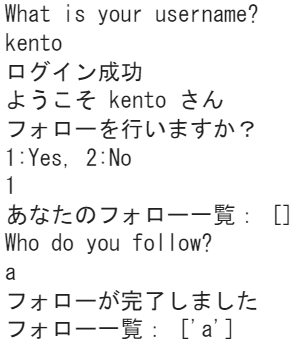 What is your username?
kento
ログイン成功
ようこそ kento さん
フォローを行いますか？
1:Yes, 2:No
1
あなたのフォロー一覧： []
Who do you follow?
a
フォローが完了しました
フォロー一覧： ['a']